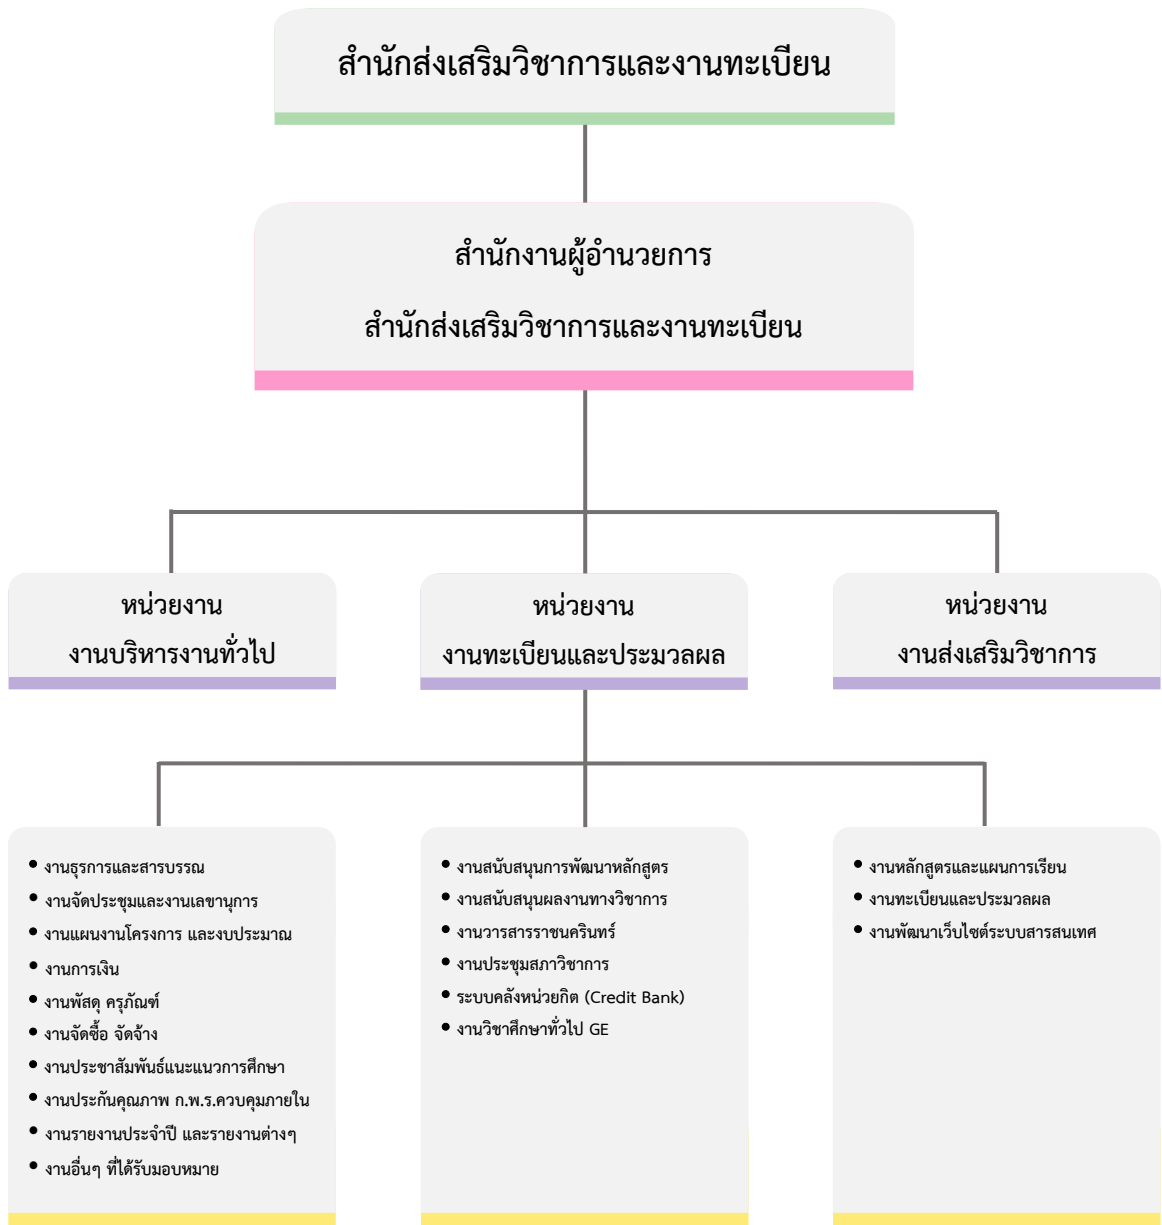 สำนักส่งเสริมวิชาการและงานทะเบียน
สำนักงานผู้อำนวยการ
สำนักส่งเสริมวิชาการและงานทะเบียน
หน่วยงาน
งานบริหารงานทั่วไป
หน่วยงาน
งานทะเบียนและประมวลผล
หน่วยงาน
งานส่งเสริมวิชาการ
• งานธุรการและสารบรรณ
• งานจัดประชุมและงานเลขานุการ
• งานแผนงานโครงการ และงบประมาณ
• งานการเงิน
• งานพัสดุ ครุภัณฑ์
• งานจัดซื้อ จัดจ้าง
• งานประชาสัมพันธ์แนะแนวการศึกษา
• งานประกันคุณภาพ ก.พ.ร.ควบคุมภายใน
• งานรายงานประจำปี และรายงานต่างๆ
• งานอื่นๆ ที่ได้รับมอบหมาย
• งานสนับสนุนการพัฒนาหลักสูตร
• งานสนับสนุนผลงานทางวิชาการ
• งานวารสารราชนครินทร์
• งานประชุมสภาวิชาการ
• ระบบคลังหน่วยกิต (Credit Bank)
• งานวิชาศึกษาทั่วไป GE
• งานหลักสูตรและแผนการเรียน
• งานทะเบียนและประมวลผล
• งานพัฒนาเว็บไซต์ระบบสารสนเทศ